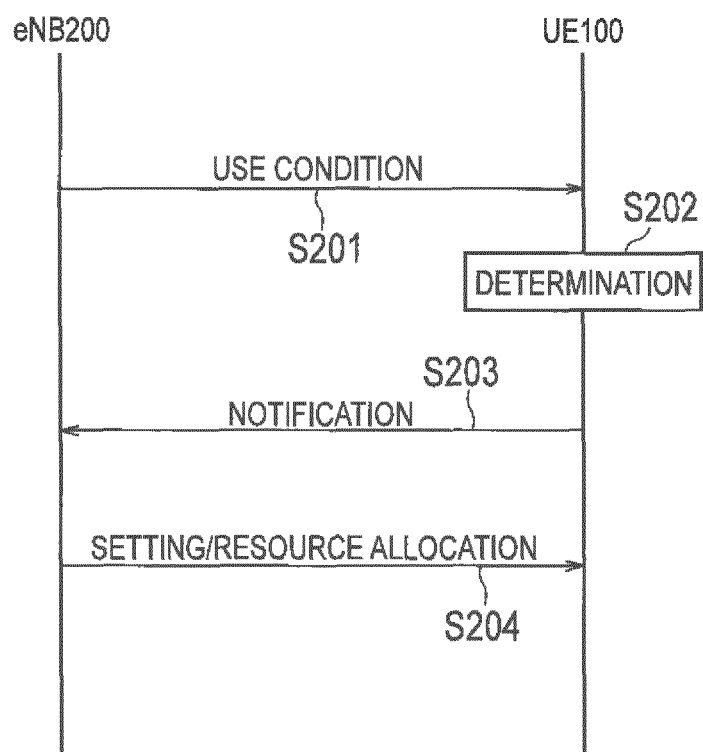 eNB200
UE100
USE CONDITION
S201
S202
DETERMINATION
S203
NOTIFICATION
SETTING/RESOURCE ALLOCATION
S204